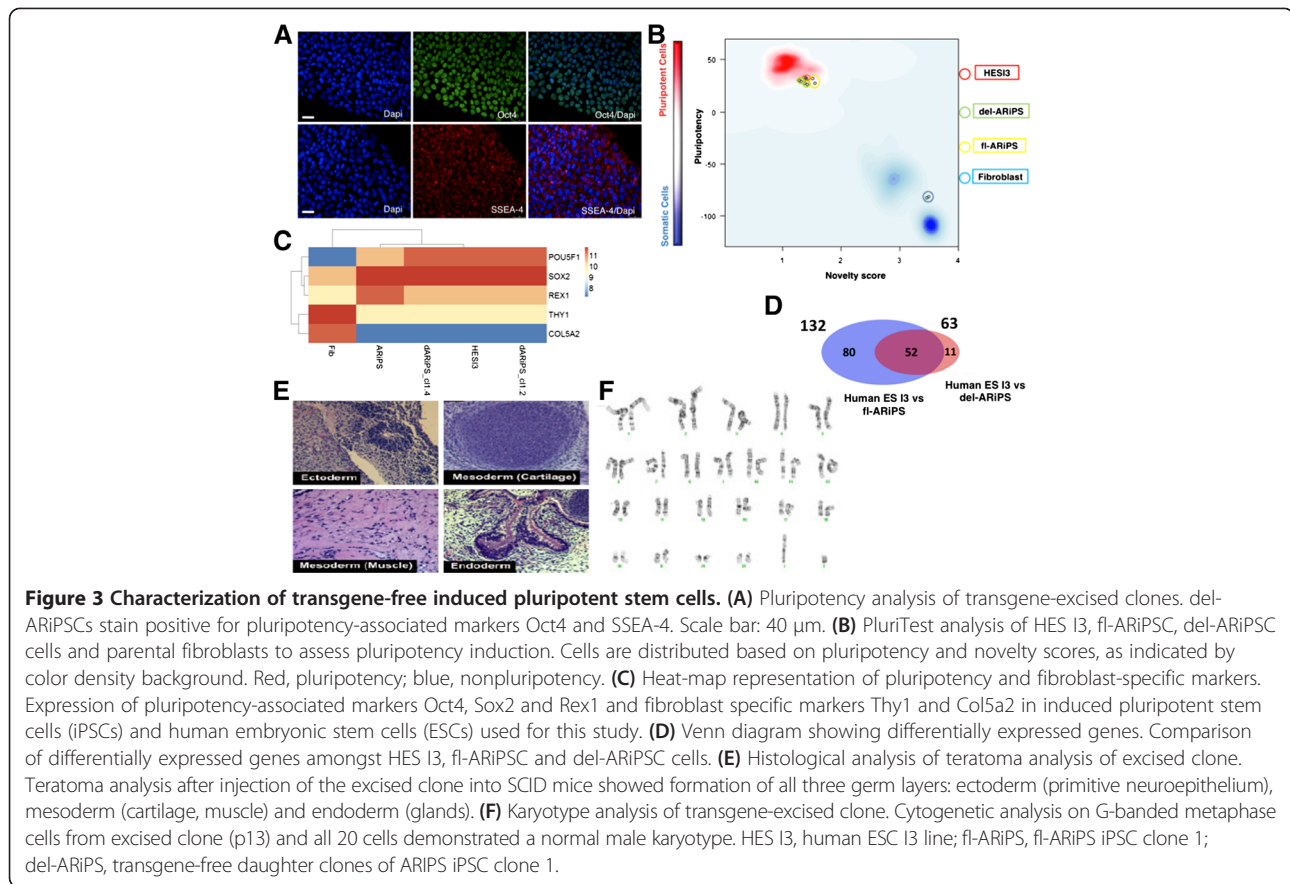 A
Dapi
Oct4
Oct4/Dapi
Dapi
SSEA-4
SSEA-4/Dapi
B
Pluripotent Cells
Somatic Cells
Pluripotency
50
0
-50
-100
0
1
2
3
4
Novelty score
HESI3
del-ARiPS
fl-ARiPS
Fibroblast
C
POU5F1
SOX2
REX1
THY1
COL5A2
11
10
9
8
Fib
ARiPS
dARiPS_cl1.4
HESI3
dARiPS_cl1.2
D
132
63
80
52
11
Human ES I3 vs
fl-ARiPS
Human ES I3 vs
del-ARiPS
E
Ectoderm
Mesoderm (Cartilage)
Mesoderm (Muscle)
Endoderm
F
Figure 3 Characterization of transgene-free induced pluripotent stem cells. (A) Pluripotency analysis of transgene-excised clones. del-
ARiPSCs stain positive for pluripotency-associated markers Oct4 and SSEA-4. Scale bar: 40 μm. (B) PluriTest analysis of HES I3, fl-ARiPSC, del-ARiPSC
cells and parental fibroblasts to assess pluripotency induction. Cells are distributed based on pluripotency and novelty scores, as indicated by
color density background. Red, pluripotency; blue, nonpluripotency. (C) Heat-map representation of pluripotency and fibroblast-specific markers.
Expression of pluripotency-associated markers Oct4, Sox2 and Rex1 and fibroblast specific markers Thy1 and Col5a2 in induced pluripotent stem
cells (iPSCs) and human embryonic stem cells (ESCs) used for this study. (D) Venn diagram showing differentially expressed genes. Comparison
of differentially expressed genes amongst HES I3, fl-ARiPSC and del-ARiPSC cells. (E) Histological analysis of teratoma analysis of excised clone.
Teratoma analysis after injection of the excised clone into SCID mice showed formation of all three germ layers: ectoderm (primitive neuroepithelium),
mesoderm (cartilage, muscle) and endoderm (glands). (F) Karyotype analysis of transgene-excised clone. Cytogenetic analysis on G-banded metaphase
cells from excised clone (p13) and all 20 cells demonstrated a normal male karyotype. HES I3, human ESC I3 line; fl-ARiPS, fl-ARiPS iPSC clone 1;
del-ARiPS, transgene-free daughter clones of ARIPS iPSC clone 1.